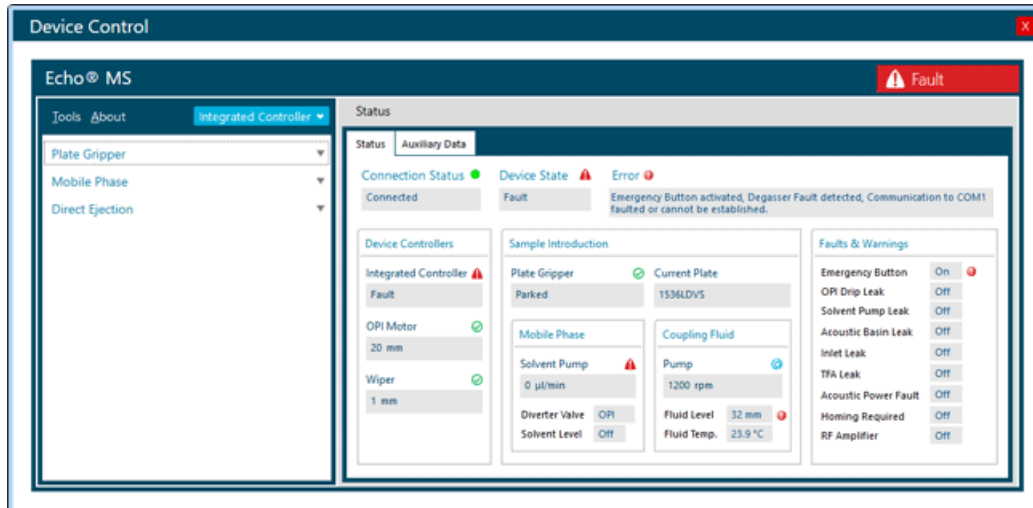 Device Control
X
Echo® MS
Fault
Tools About
Integrated Controller
Plate Gripper
Mobile Phase
Direct Ejection
Status
Status
Auxiliary Data
Connection Status
Connected
Device State
Fault
Error
Emergency Button activated, Degasser Fault detected, Communication to COM1
faulted or cannot be established.
Device Controllers
Integrated Controller
Fault
OPI Motor
20 mm
Wiper
1 mm
Sample Introduction
Plate Gripper
Parked
Current Plate
1536LDVS
Mobile Phase
Solvent Pump
0 µl/min
Diverter Valve OPI
Solvent Level Off
Coupling Fluid
Pump
1200 rpm
Fluid Level 32 mm
Fluid Temp. 23.9 °C
Faults & Warnings
Emergency Button On
OPI Drip Leak Off
Solvent Pump Leak Off
Acoustic Basin Leak Off
Inlet Leak Off
TFA Leak Off
Acoustic Power Fault Off
Homing Required Off
RF Amplifier Off